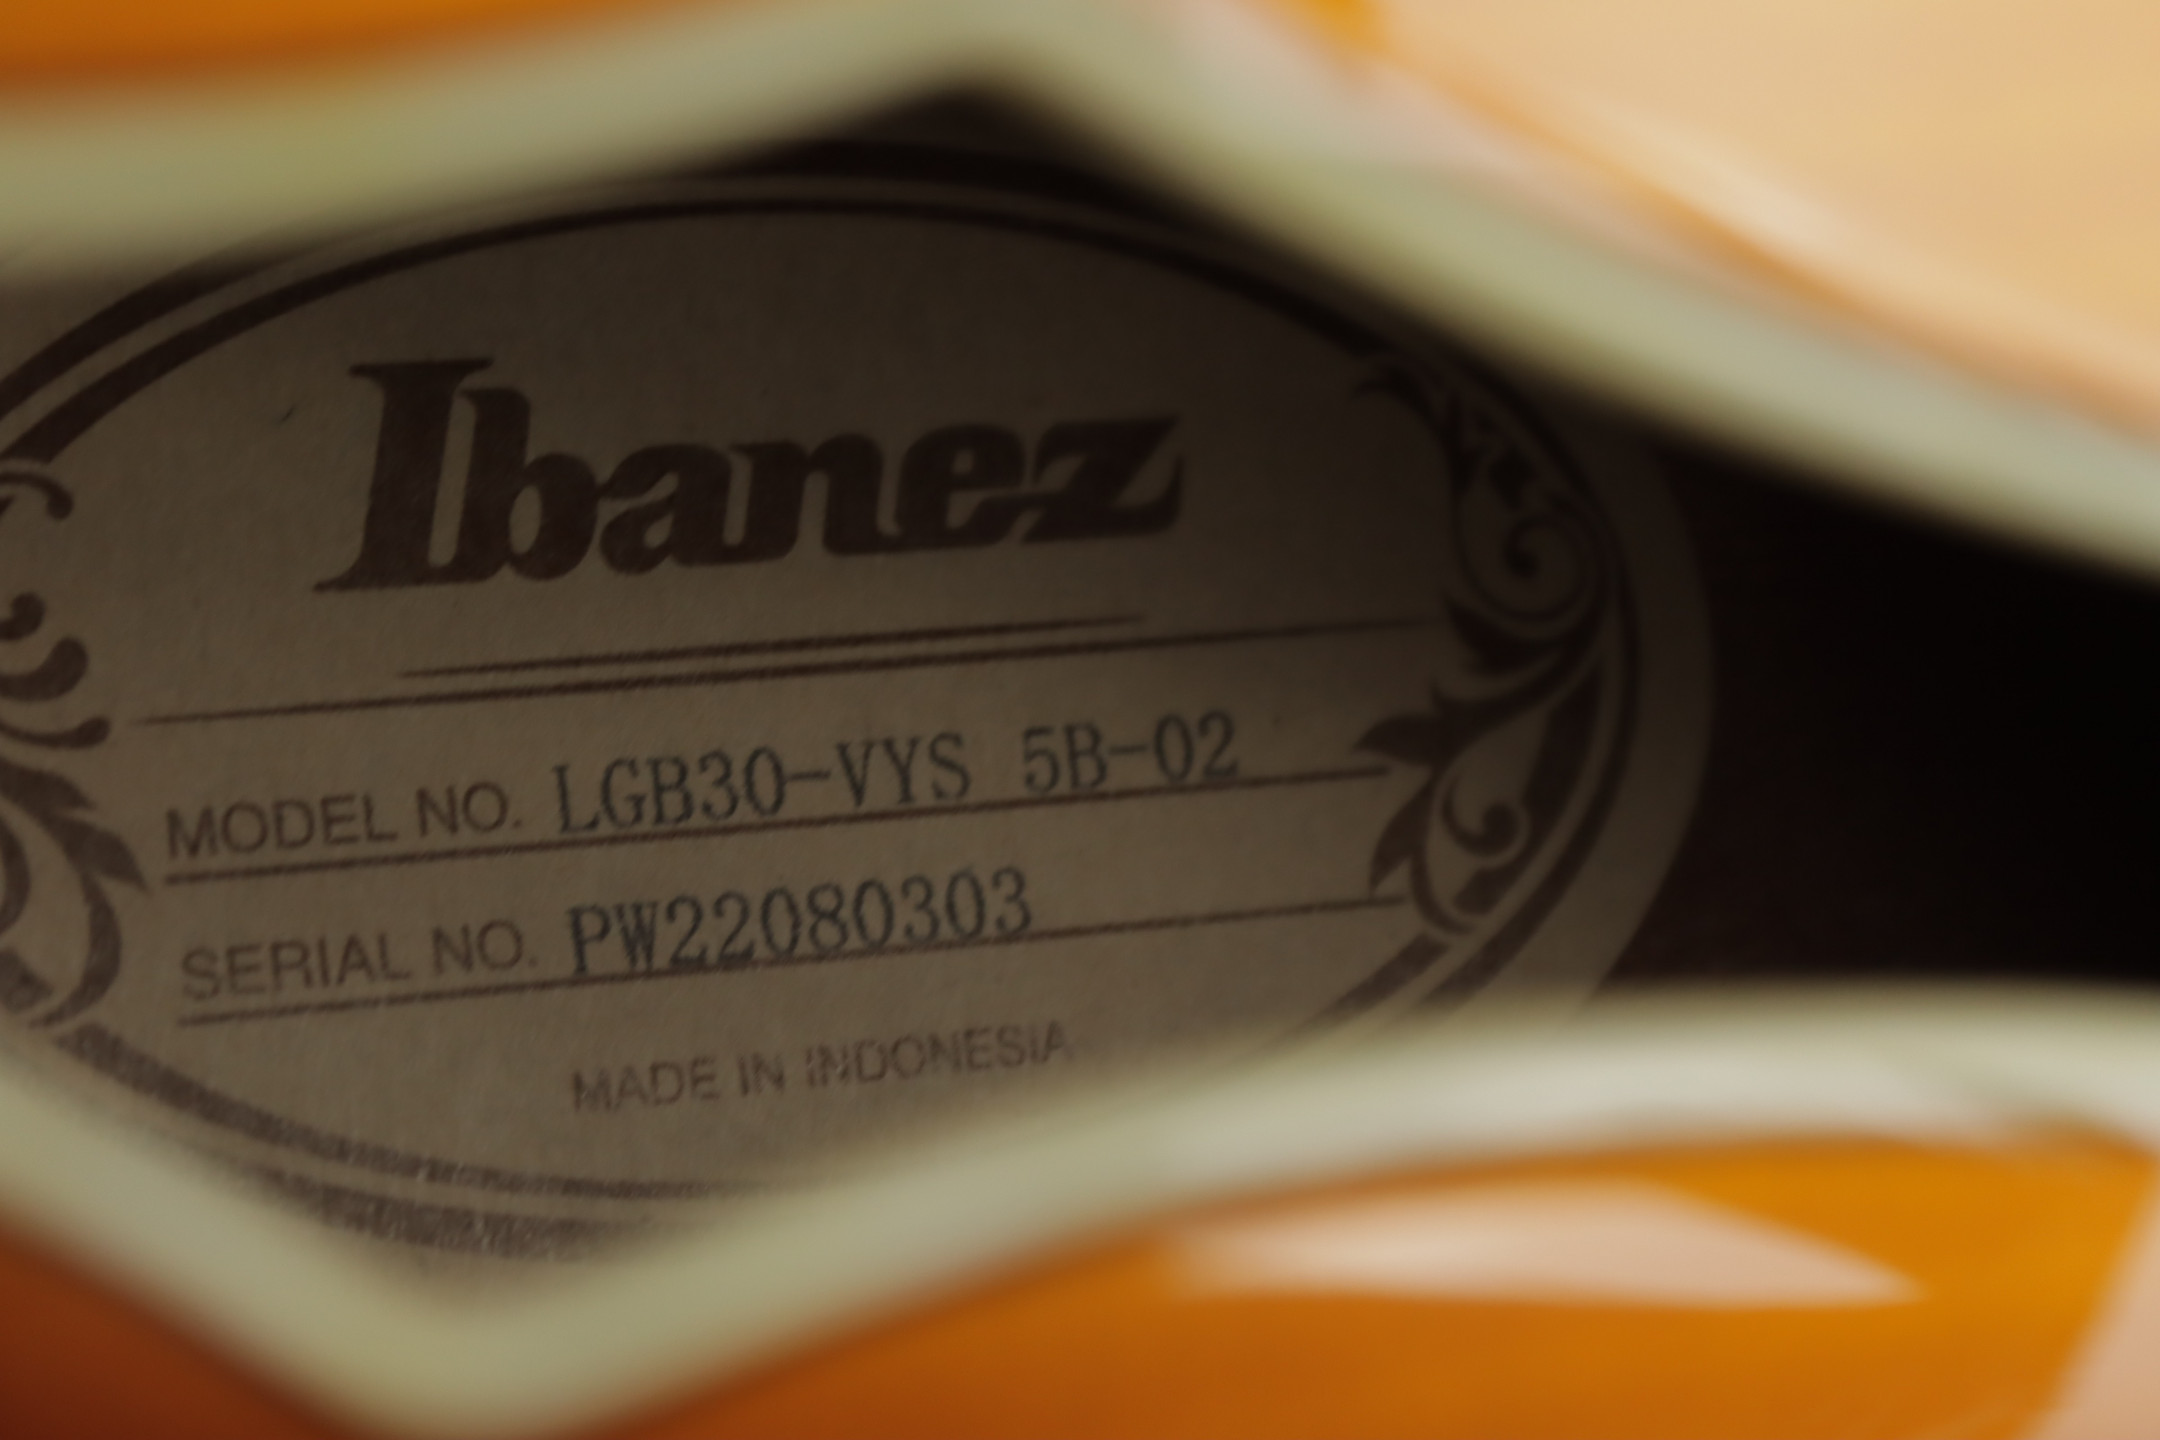 Ibanez
MODEL NO. LGB30-VYS 5B-02
SERIAL NO. PW22080303
MADE IN INDONESIA